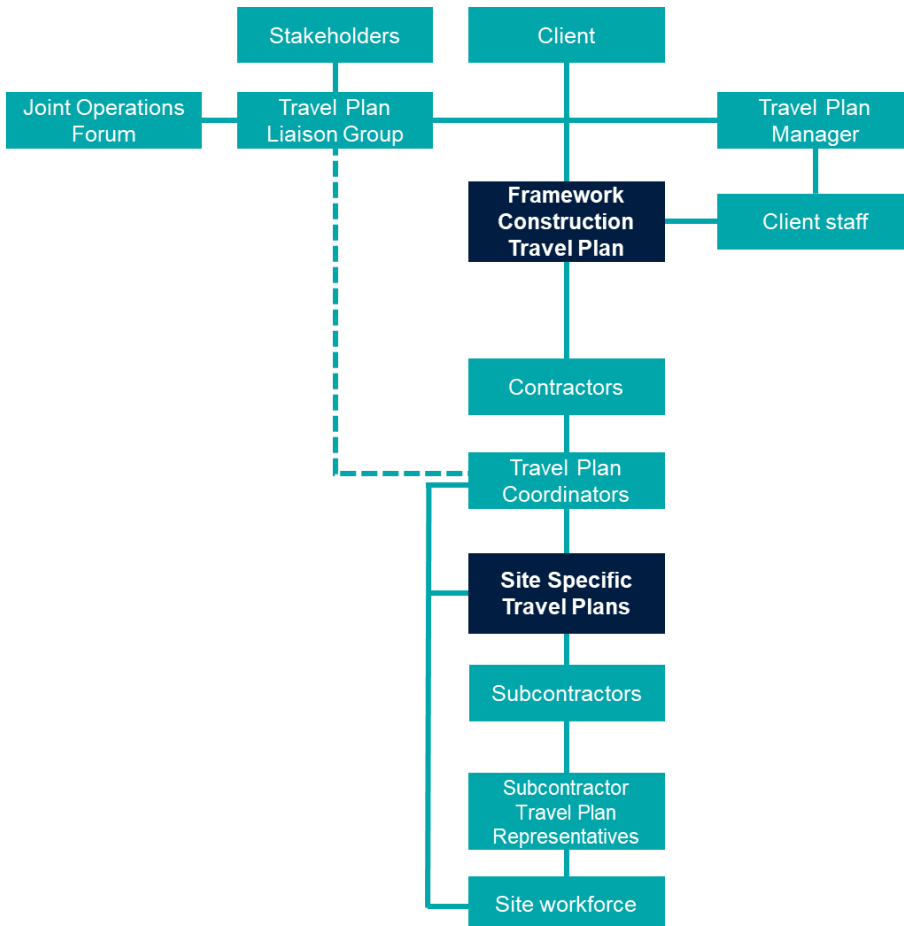 Stakeholders
Client
Joint Operations
Forum
Travel Plan
Liaison Group
Travel Plan
Manager
Framework
Construction
Travel Plan
Client staff
Contractors
Travel Plan
Coordinators
Site Specific
Travel Plans
Subcontractors
Subcontractor
Travel Plan
Representatives
Site workforce